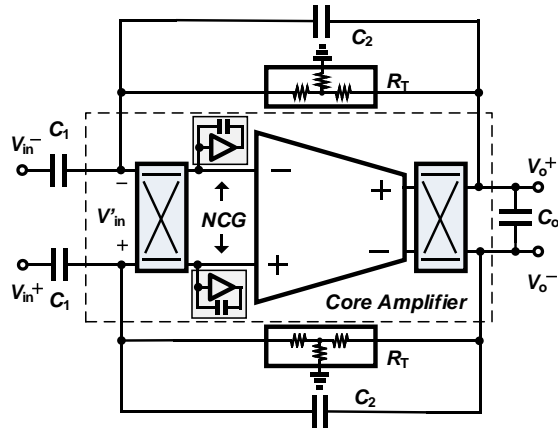 C2
RT
Vin− C1
− Vo+
V'in NCG − + Co
+ + −
Vin+ C1 Core Amplifier Vo−
RT
C2